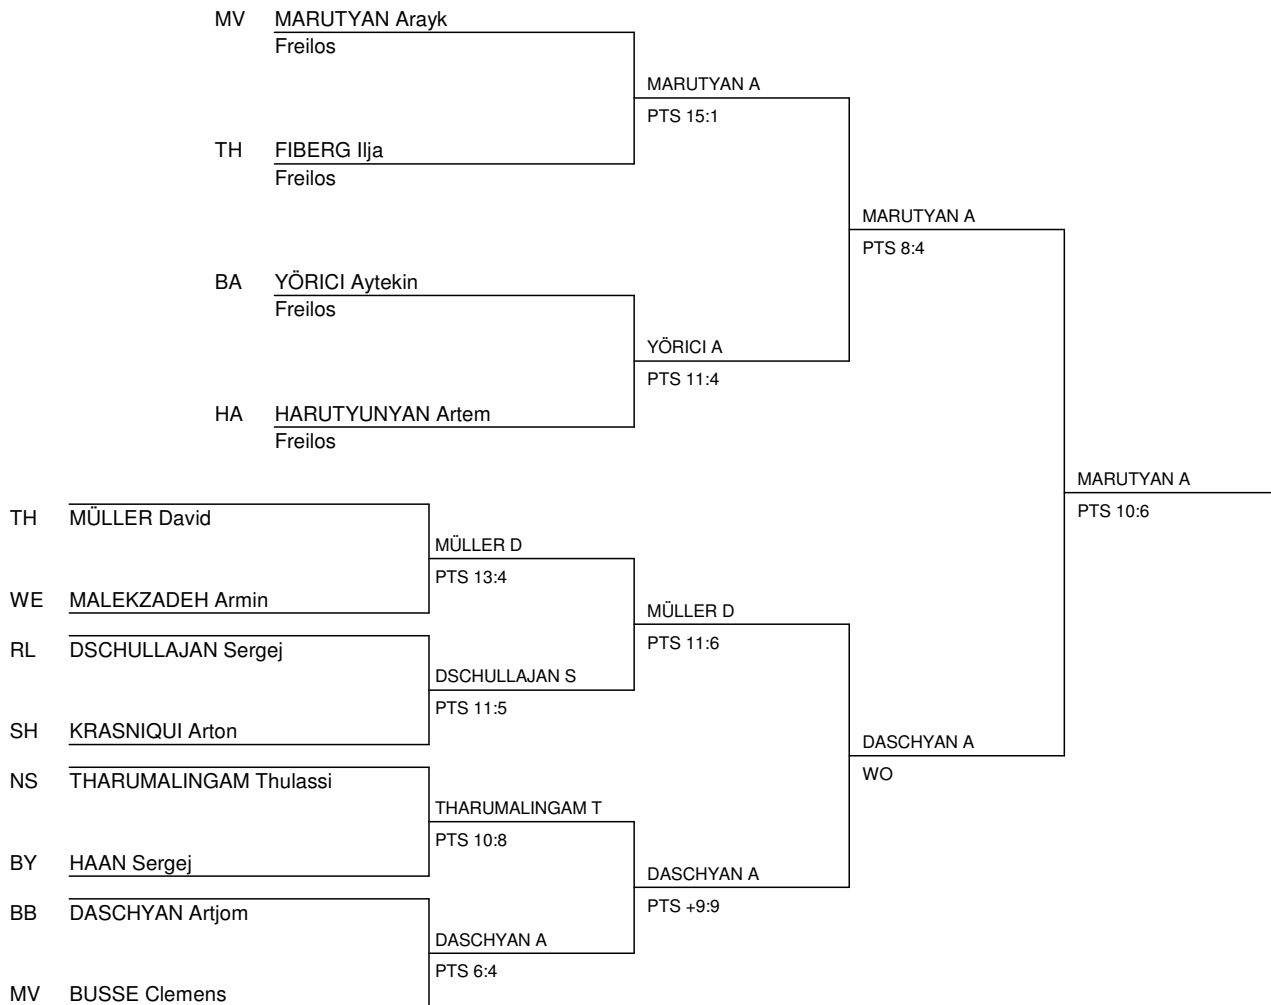 MV MARUTYAN Arayk
Freilos
MARUTYAN A
PTS 15:1
TH FIBERG Ilja
Freilos
MARUTYAN A
PTS 8:4
BA YÖRICI Aytekin
Freilos
YÖRICI A
PTS 11:4
HA HARUTYUNYAN Artem
Freilos
MARUTYAN A
PTS 10:6
TH MÜLLER David
MÜLLER D
PTS 13:4
WE MALEKZADEH Armin
MÜLLER D
PTS 11:6
RL DSCHULLAJAN Sergej
DSCHULLAJAN S
PTS 11:5
SH KRASNIQUI Arton
DASCHYAN A
WO
NS THARUMALINGAM Thulassi
THARUMALINGAM T
PTS 10:8
BY HAAN Sergej
DASCHYAN A
PTS +9:9
BB DASCHYAN Artjom
DASCHYAN A
PTS 6:4
MV BUSSE Clemens